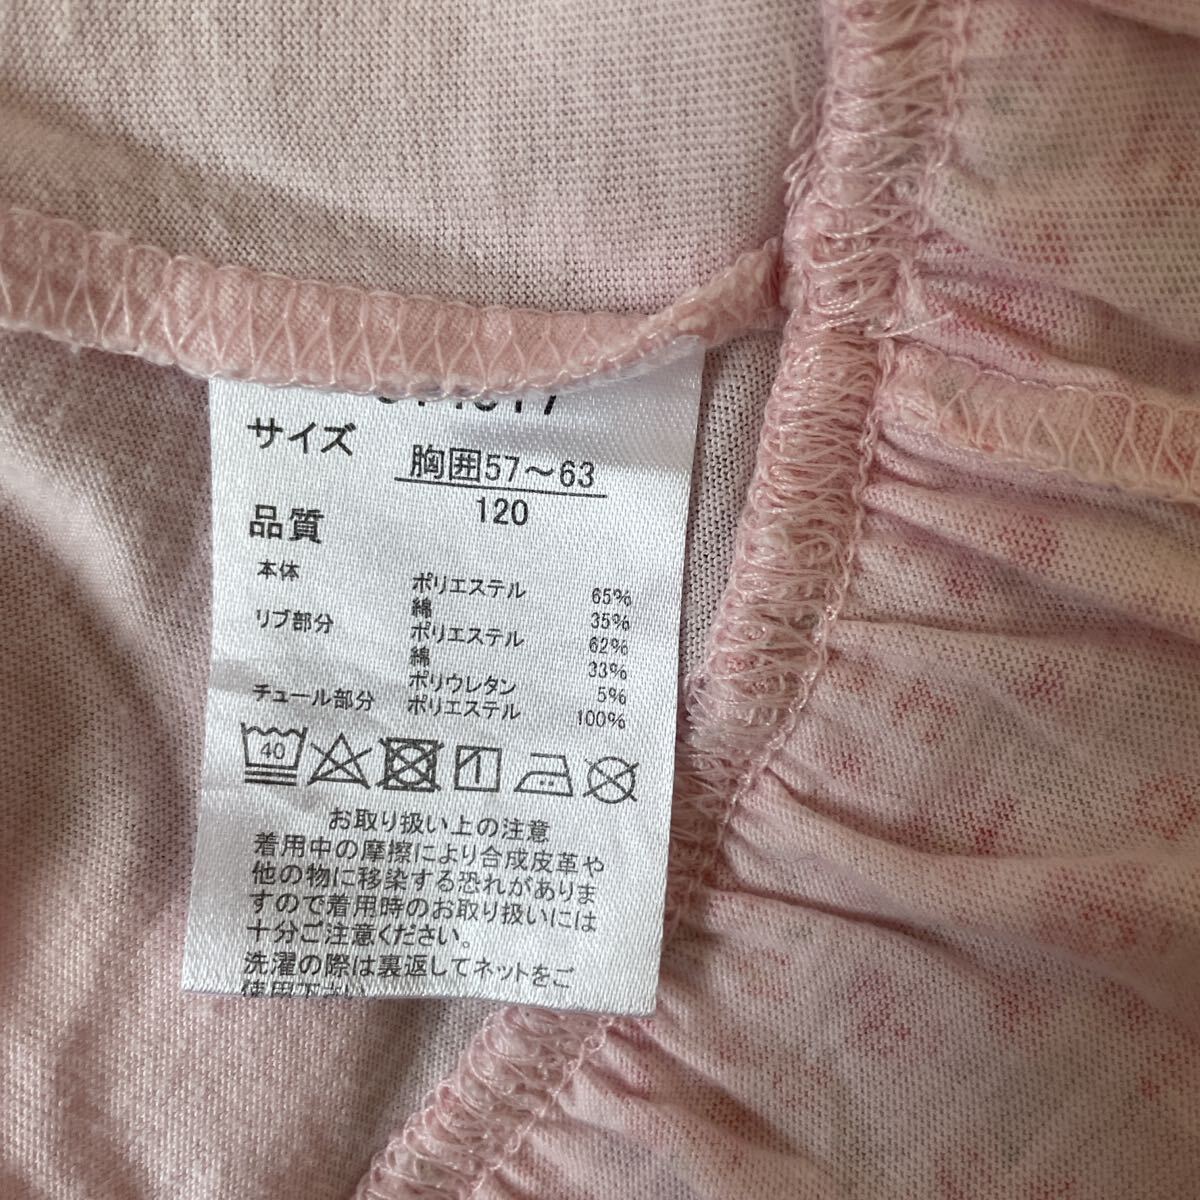 サイズ
胸囲57～63
120
品質
本体 ポリエステル 65%
綿 35%
リブ部分 ポリエステル 62%
綿 33%
ポリウレタン 5%
チュール部分 ポリエステル 100%
40
お取り扱い上の注意
着用中の摩擦により合成皮革や
他の物に移染する恐れがありま
すので着用時のお取り扱いには
十分ご注意ください。
洗濯の際は裏返してネットをご
使用下さい